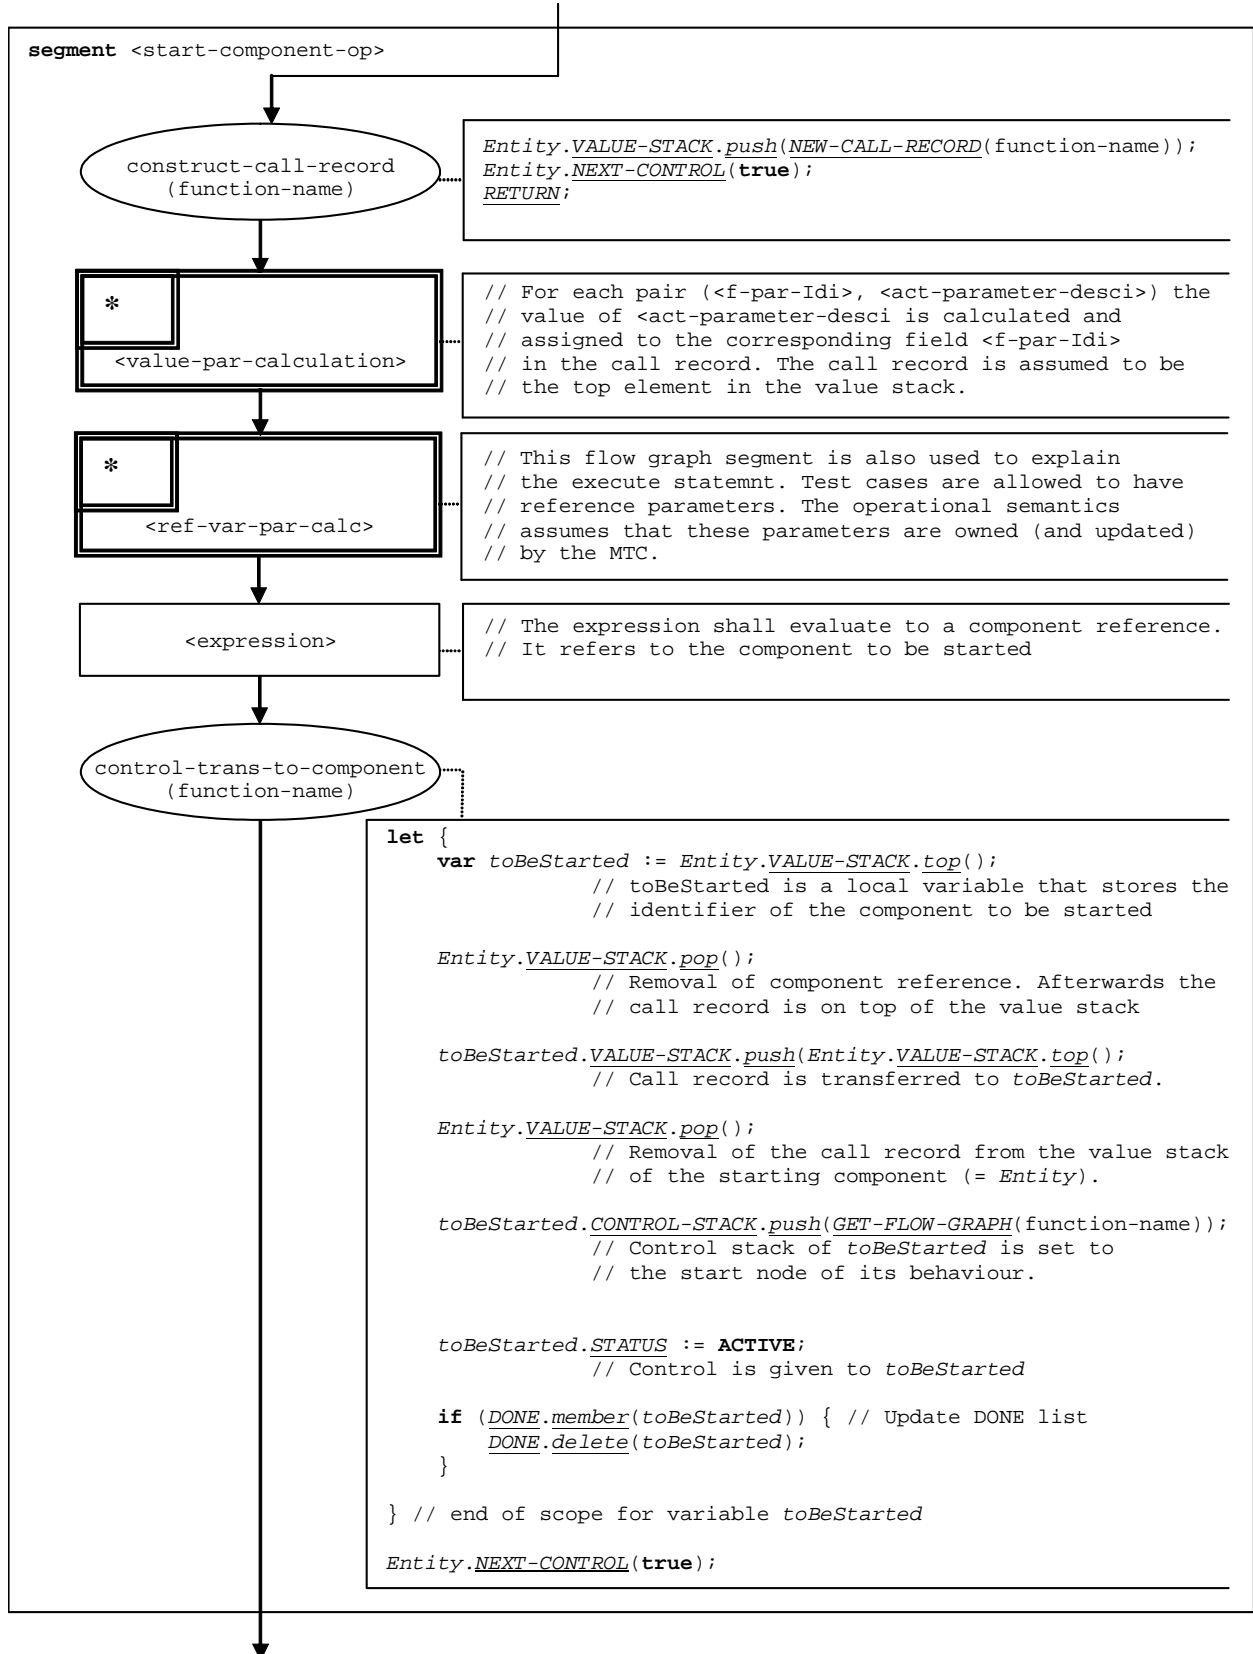 segment <start-component-op>
construct-call-record
(function-name)
Entity.VALUE-STACK.push(NEW-CALL-RECORD(function-name));
Entity.NEXT-CONTROL(true);
RETURN;
*
<value-par-calculation>
// For each pair (<f-par-Idi>, <act-parameter-desci>) the
// value of <act-parameter-desci is calculated and
// assigned to the corresponding field <f-par-Idi>
// in the call record. The call record is assumed to be
// the top element in the value stack.
*
<ref-var-par-calc>
// This flow graph segment is also used to explain
// the execute statemnt. Test cases are allowed to have
// reference parameters. The operational semantics
// assumes that these parameters are owned (and updated)
// by the MTC.
<expression>
// The expression shall evaluate to a component reference.
// It refers to the component to be started
control-trans-to-component
(function-name)
let {
var toBeStarted := Entity.VALUE-STACK.top();
// toBeStarted is a local variable that stores the
// identifier of the component to be started
Entity.VALUE-STACK.pop();
// Removal of component reference. Afterwards the
// call record is on top of the value stack
toBeStarted.VALUE-STACK.push(Entity.VALUE-STACK.top();
// Call record is transferred to toBeStarted.
Entity.VALUE-STACK.pop();
// Removal of the call record from the value stack
// of the starting component (= Entity).
toBeStarted.CONTROL-STACK.push(GET-FLOW-GRAPH(function-name));
// Control stack of toBeStarted is set to
// the start node of its behaviour.
toBeStarted.STATUS := ACTIVE;
// Control is given to toBeStarted
if (DONE.member(toBeStarted)) { // Update DONE list
DONE.delete(toBeStarted);
}
} // end of scope for variable toBeStarted
Entity.NEXT-CONTROL(true);